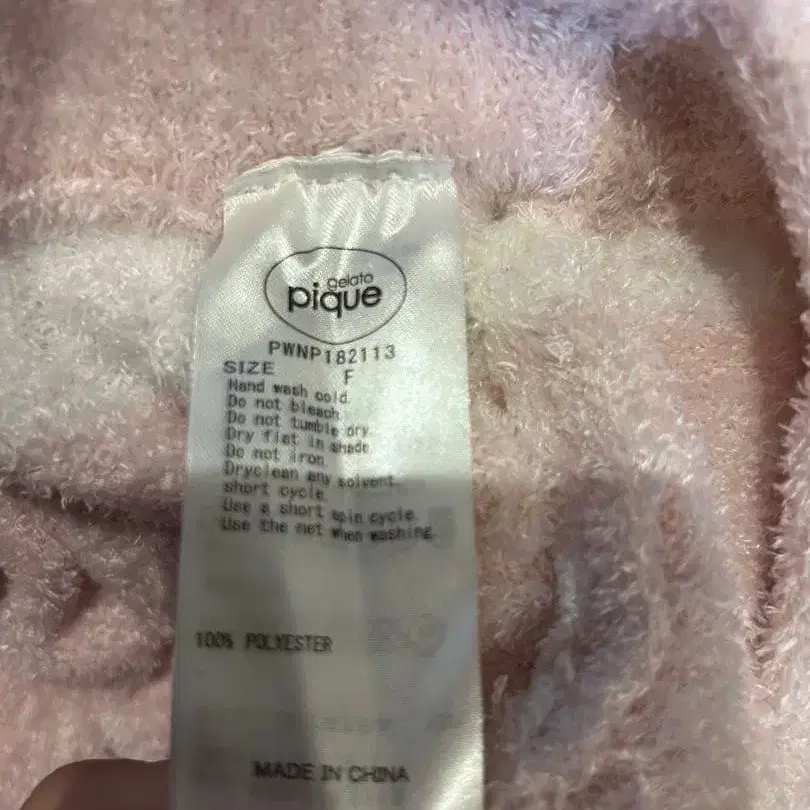 gelato
pique
PWNP182113
SIZE F
Hand wash cold.
Do not bleach.
Do not tumble dry.
Dry flat in shade
Do not iron.
Dryclean any solvent.
short cycle.
Use a short spin cycle.
Use the net when washing.
100% POLYESTER
MADE IN CHINA